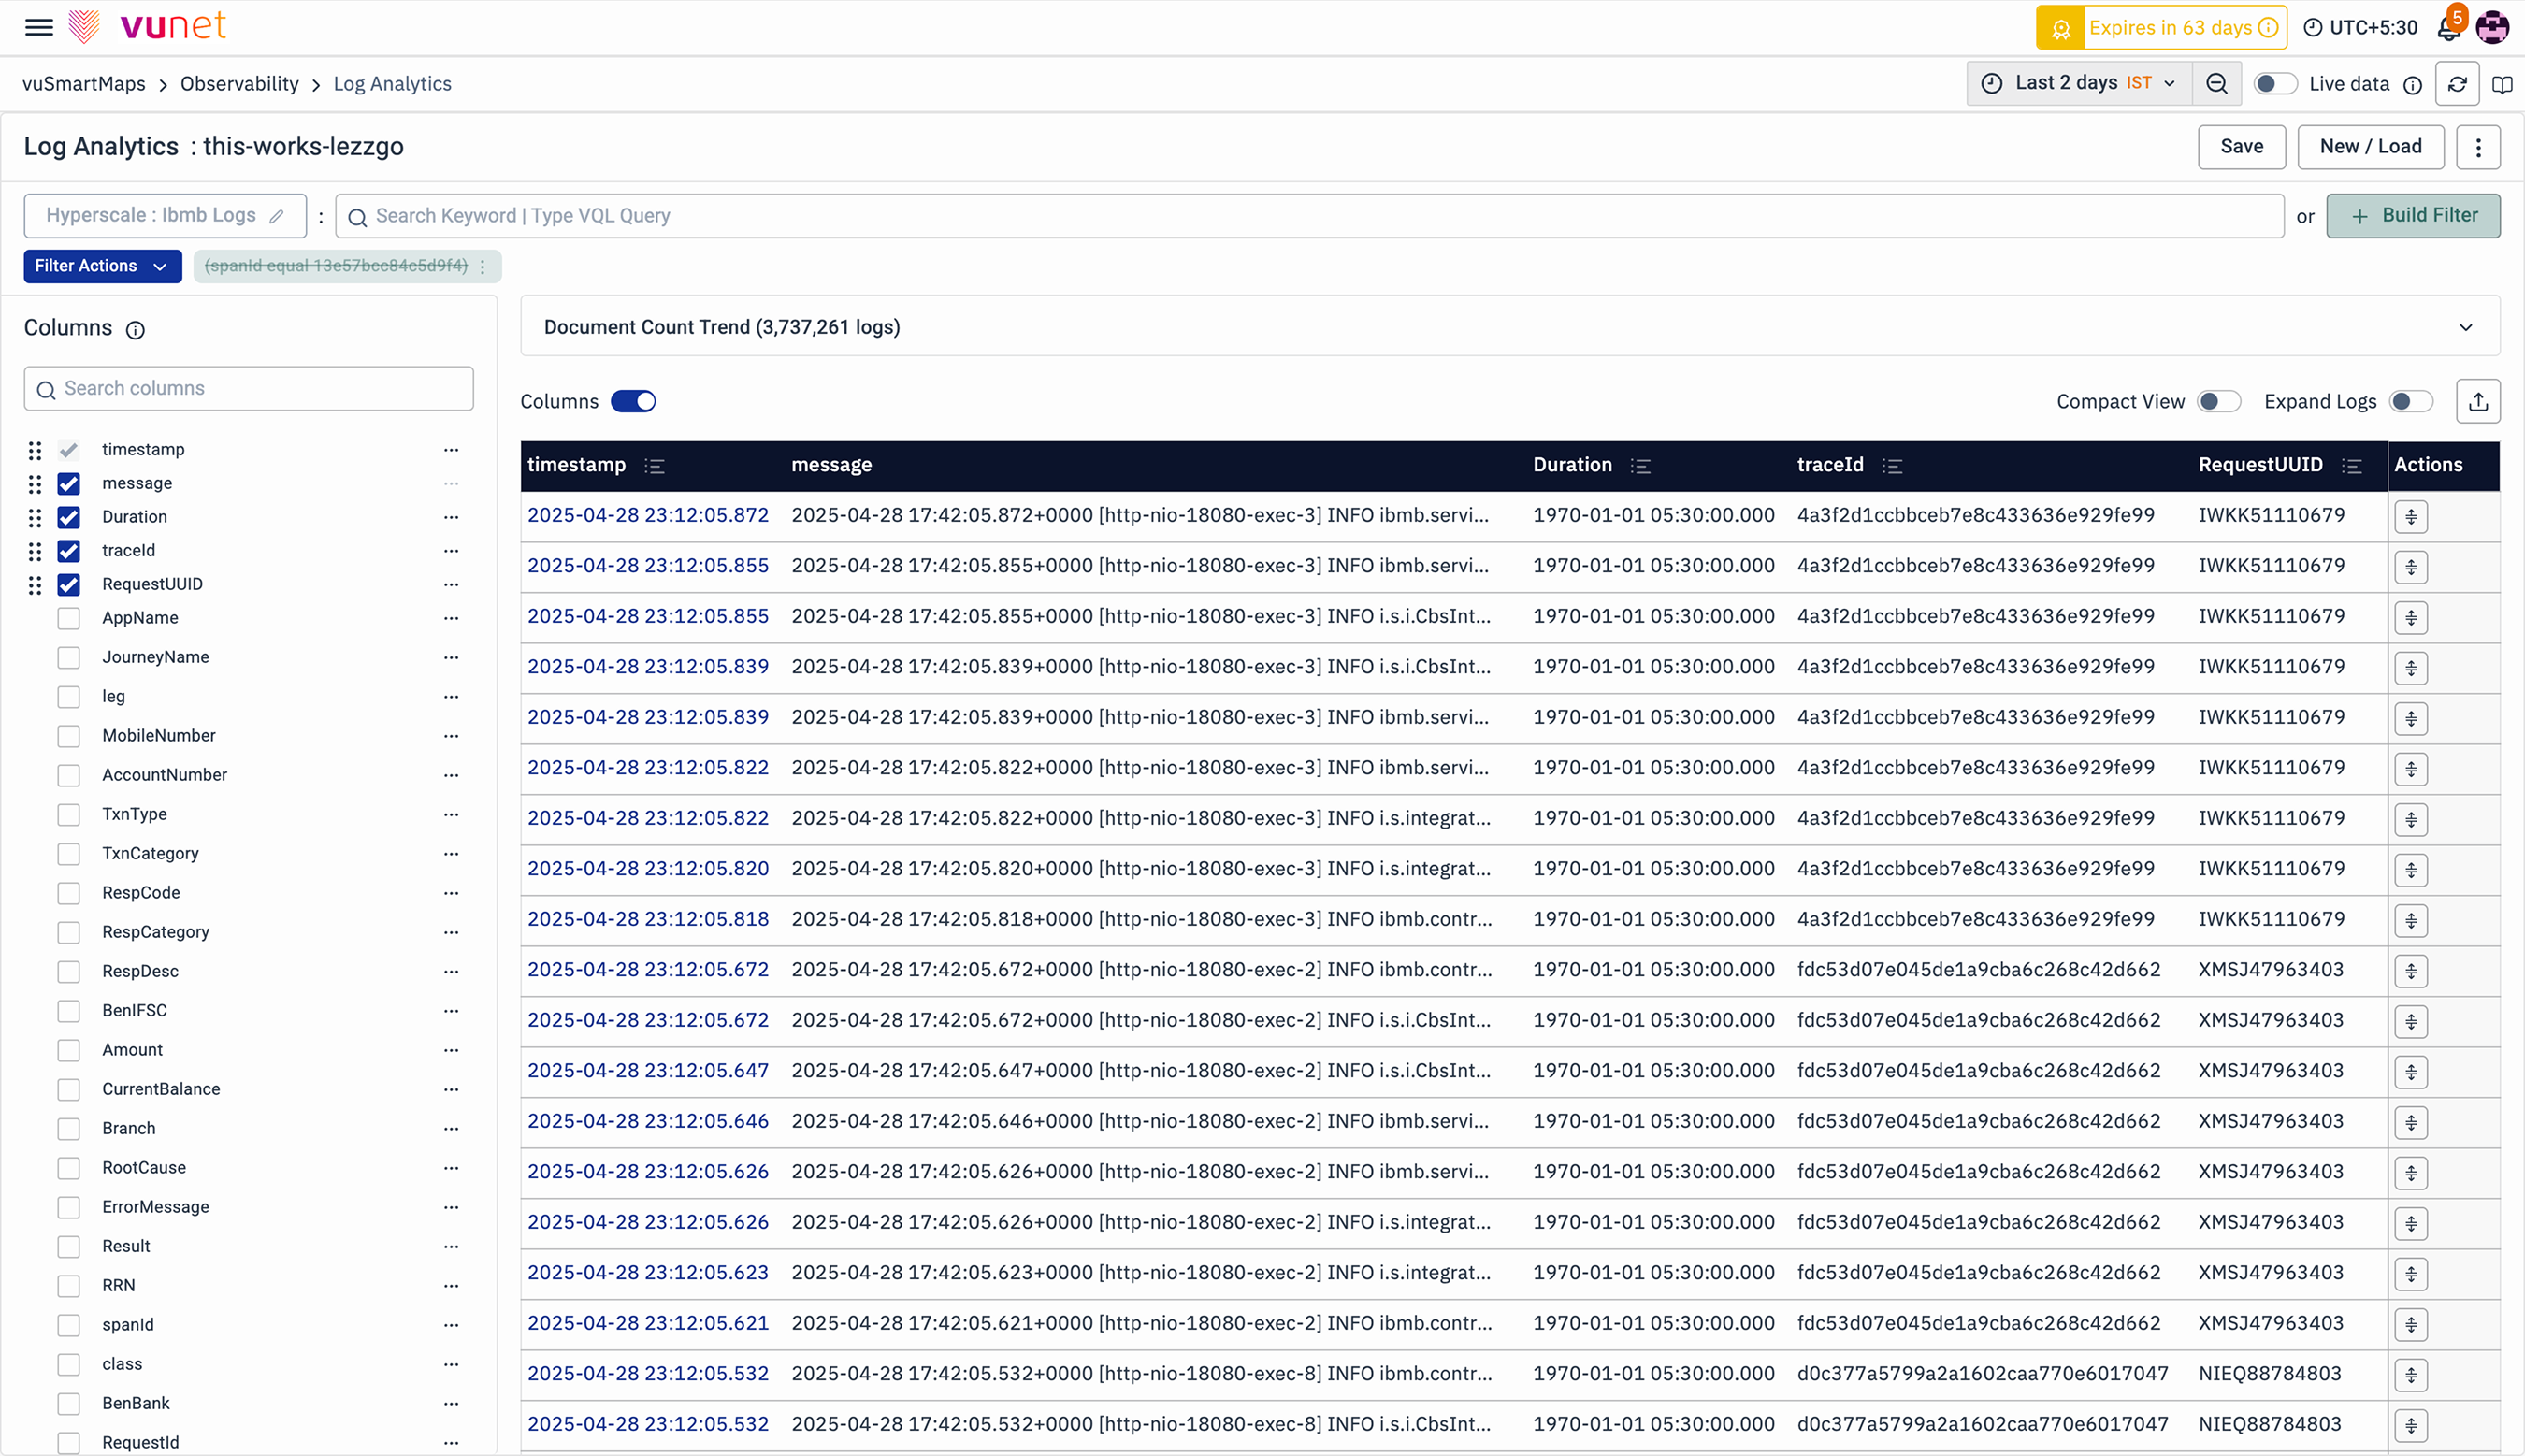 vunet
Expires in 63 days
UTC+5:30
5
vuSmartMaps > Observability > Log Analytics
Last 2 days IST
Live data
Log Analytics : this-works-lezzgo
Save
New / Load
Hyperscale : Ibmb Logs : Search Keyword | Type VQL Query or + Build Filter
Filter Actions (spanId equal 13e57bcc84c5d9f4)
Columns
Search columns
timestamp
message
Duration
traceId
RequestUUID
AppName
JourneyName
leg
MobileNumber
AccountNumber
TxnType
TxnCategory
RespCode
RespCategory
RespDesc
BenIFSC
Amount
CurrentBalance
Branch
RootCause
ErrorMessage
Result
RRN
spanId
class
BenBank
RequestId
Document Count Trend (3,737,261 logs)
Columns
Compact View
Expand Logs
timestamp message Duration traceId RequestUUID Actions
2025-04-28 23:12:05.872 2025-04-28 17:42:05.872+0000 [http-nio-18080-exec-3] INFO ibmb.servi... 1970-01-01 05:30:00.000 4a3f2d1ccbbceb7e8c433636e929fe99 IWKK51110679
2025-04-28 23:12:05.855 2025-04-28 17:42:05.855+0000 [http-nio-18080-exec-3] INFO ibmb.servi... 1970-01-01 05:30:00.000 4a3f2d1ccbbceb7e8c433636e929fe99 IWKK51110679
2025-04-28 23:12:05.855 2025-04-28 17:42:05.855+0000 [http-nio-18080-exec-3] INFO i.s.i.CbsInt... 1970-01-01 05:30:00.000 4a3f2d1ccbbceb7e8c433636e929fe99 IWKK51110679
2025-04-28 23:12:05.839 2025-04-28 17:42:05.839+0000 [http-nio-18080-exec-3] INFO i.s.i.CbsInt... 1970-01-01 05:30:00.000 4a3f2d1ccbbceb7e8c433636e929fe99 IWKK51110679
2025-04-28 23:12:05.839 2025-04-28 17:42:05.839+0000 [http-nio-18080-exec-3] INFO ibmb.servi... 1970-01-01 05:30:00.000 4a3f2d1ccbbceb7e8c433636e929fe99 IWKK51110679
2025-04-28 23:12:05.822 2025-04-28 17:42:05.822+0000 [http-nio-18080-exec-3] INFO ibmb.servi... 1970-01-01 05:30:00.000 4a3f2d1ccbbceb7e8c433636e929fe99 IWKK51110679
2025-04-28 23:12:05.822 2025-04-28 17:42:05.822+0000 [http-nio-18080-exec-3] INFO i.s.integrat... 1970-01-01 05:30:00.000 4a3f2d1ccbbceb7e8c433636e929fe99 IWKK51110679
2025-04-28 23:12:05.820 2025-04-28 17:42:05.820+0000 [http-nio-18080-exec-3] INFO i.s.integrat... 1970-01-01 05:30:00.000 4a3f2d1ccbbceb7e8c433636e929fe99 IWKK51110679
2025-04-28 23:12:05.818 2025-04-28 17:42:05.818+0000 [http-nio-18080-exec-3] INFO ibmb.contr... 1970-01-01 05:30:00.000 4a3f2d1ccbbceb7e8c433636e929fe99 IWKK51110679
2025-04-28 23:12:05.672 2025-04-28 17:42:05.672+0000 [http-nio-18080-exec-2] INFO ibmb.contr... 1970-01-01 05:30:00.000 fdc53d07e045de1a9cba6c268c42d662 XMSJ47963403
2025-04-28 23:12:05.672 2025-04-28 17:42:05.672+0000 [http-nio-18080-exec-2] INFO i.s.i.CbsInt... 1970-01-01 05:30:00.000 fdc53d07e045de1a9cba6c268c42d662 XMSJ47963403
2025-04-28 23:12:05.647 2025-04-28 17:42:05.647+0000 [http-nio-18080-exec-2] INFO i.s.i.CbsInt... 1970-01-01 05:30:00.000 fdc53d07e045de1a9cba6c268c42d662 XMSJ47963403
2025-04-28 23:12:05.646 2025-04-28 17:42:05.646+0000 [http-nio-18080-exec-2] INFO ibmb.servi... 1970-01-01 05:30:00.000 fdc53d07e045de1a9cba6c268c42d662 XMSJ47963403
2025-04-28 23:12:05.626 2025-04-28 17:42:05.626+0000 [http-nio-18080-exec-2] INFO ibmb.servi... 1970-01-01 05:30:00.000 fdc53d07e045de1a9cba6c268c42d662 XMSJ47963403
2025-04-28 23:12:05.626 2025-04-28 17:42:05.626+0000 [http-nio-18080-exec-2] INFO i.s.integrat... 1970-01-01 05:30:00.000 fdc53d07e045de1a9cba6c268c42d662 XMSJ47963403
2025-04-28 23:12:05.623 2025-04-28 17:42:05.623+0000 [http-nio-18080-exec-2] INFO i.s.integrat... 1970-01-01 05:30:00.000 fdc53d07e045de1a9cba6c268c42d662 XMSJ47963403
2025-04-28 23:12:05.621 2025-04-28 17:42:05.621+0000 [http-nio-18080-exec-2] INFO ibmb.contr... 1970-01-01 05:30:00.000 fdc53d07e045de1a9cba6c268c42d662 XMSJ47963403
2025-04-28 23:12:05.532 2025-04-28 17:42:05.532+0000 [http-nio-18080-exec-8] INFO ibmb.contr... 1970-01-01 05:30:00.000 d0c377a5799a2a1602caa770e6017047 NIEQ88784803
2025-04-28 23:12:05.532 2025-04-28 17:42:05.532+0000 [http-nio-18080-exec-8] INFO i.s.i.CbsInt... 1970-01-01 05:30:00.000 d0c377a5799a2a1602caa770e6017047 NIEQ88784803